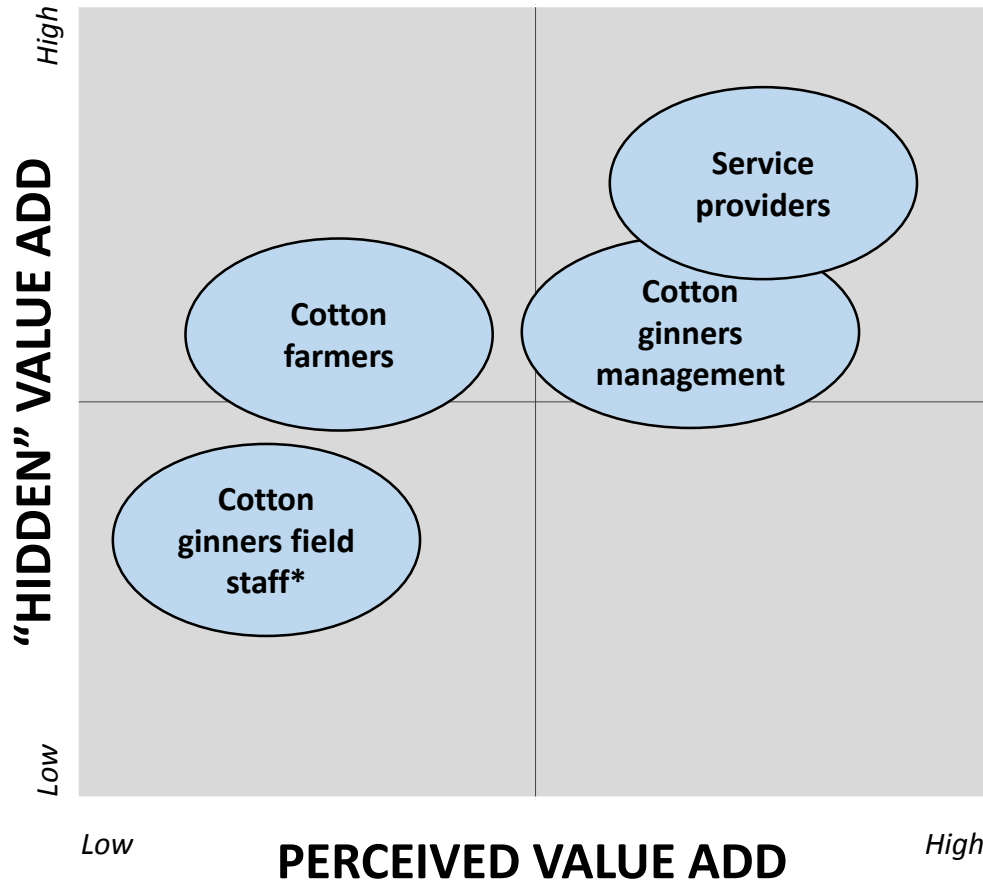 High
“HIDDEN” VALUE ADD
Low
Service
providers
Cotton
farmers
Cotton
ginners
management
Cotton
ginners field
staff*
Low
PERCEIVED VALUE ADD
High